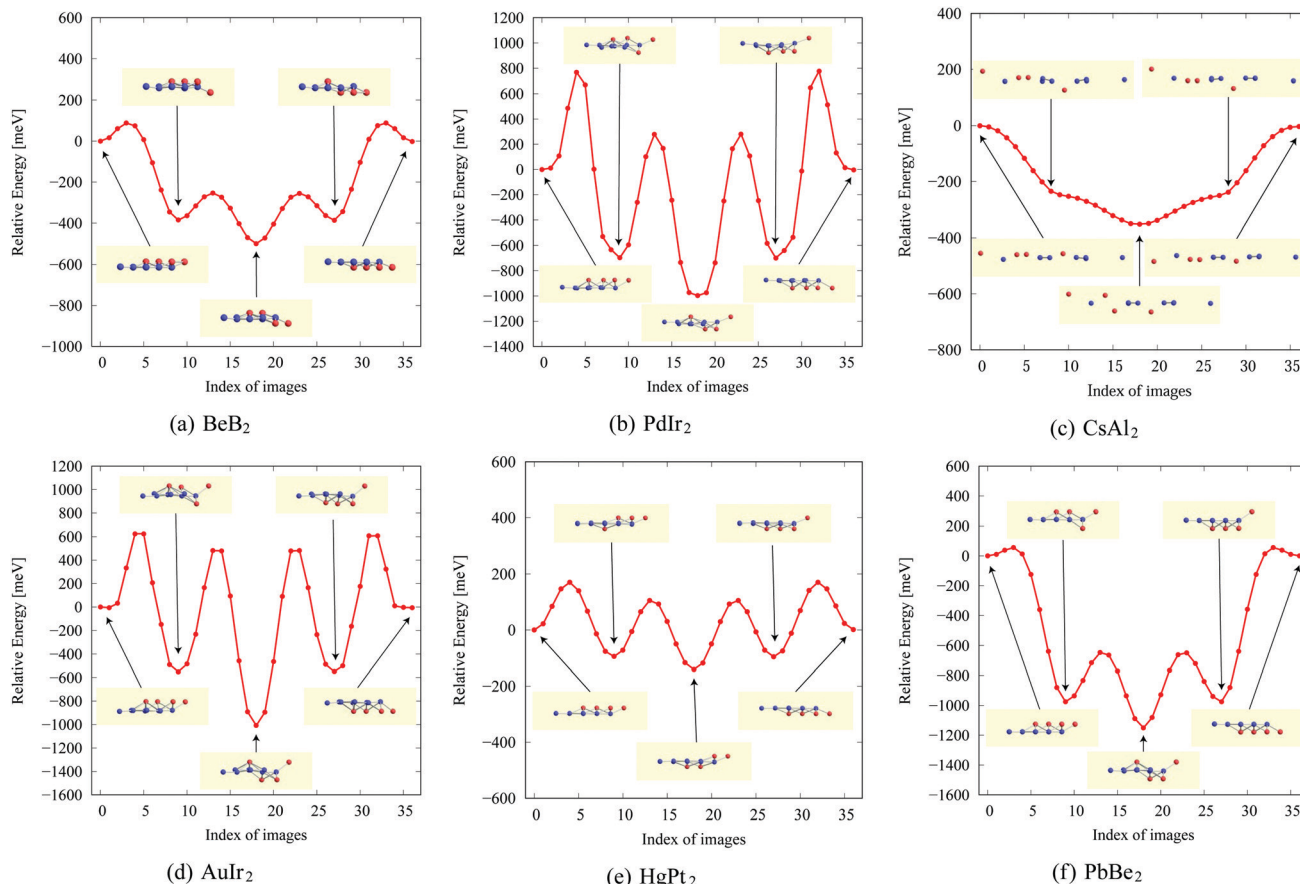 600
400
200
0
−200
−400
−600
−800
−1000
Relative Energy [meV]
0 5 10 15 20 25 30 35
Index of images
(a) BeB2
1200
1000
800
600
400
200
0
−200
−400
−600
−800
−1000
−1200
−1400
Relative Energy [meV]
0 5 10 15 20 25 30 35
Index of images
(b) PdIr2
400
200
0
−200
−400
−600
−800
Relative Energy [meV]
0 5 10 15 20 25 30 35
Index of images
(c) CsAl2
1200
1000
800
600
400
200
0
−200
−400
−600
−800
−1000
−1200
−1400
−1600
Relative Energy [meV]
0 5 10 15 20 25 30 35
Index of images
(d) AuIr2
600
400
200
0
−200
−400
−600
Relative Energy [meV]
0 5 10 15 20 25 30 35
Index of images
(e) HgPt2
600
400
200
0
−200
−400
−600
−800
−1000
−1200
−1400
−1600
Relative Energy [meV]
0 5 10 15 20 25 30 35
Index of images
(f) PbBe2